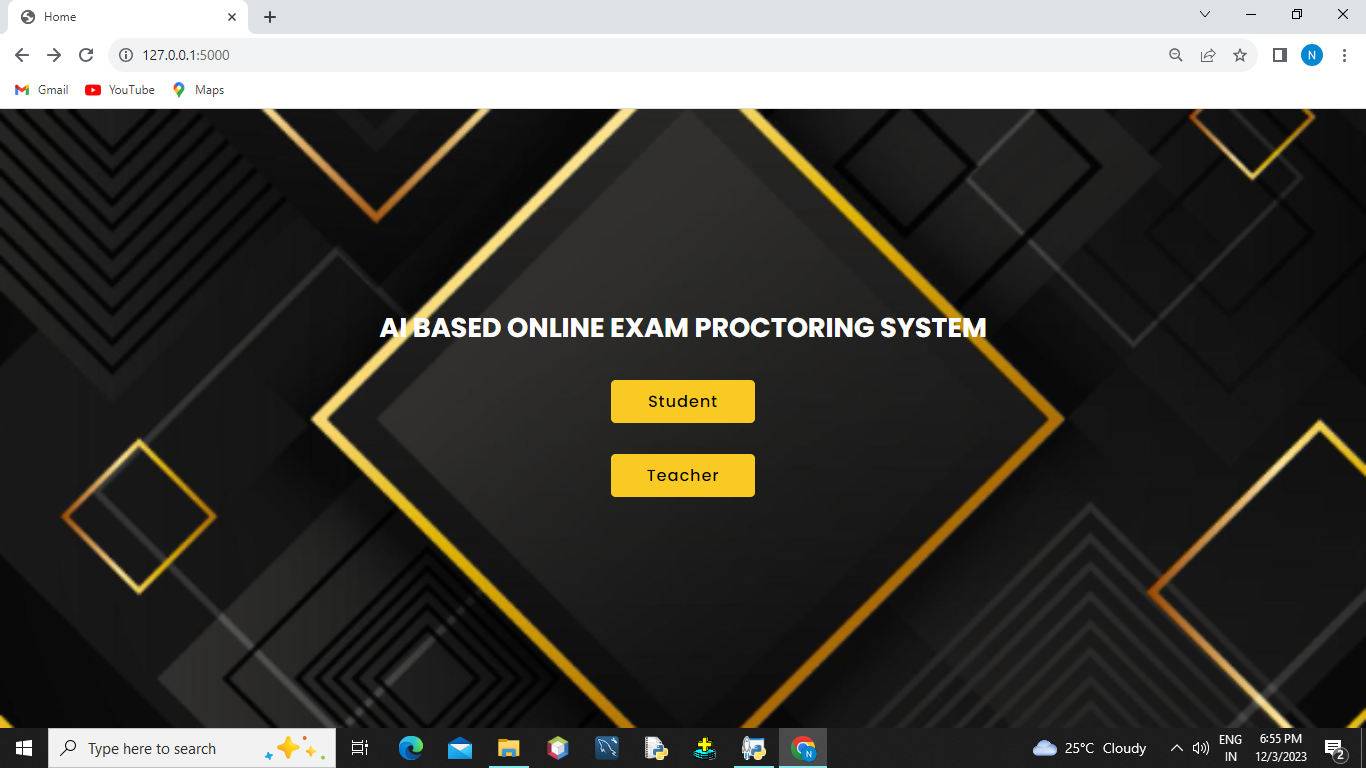 Home
127.0.0.1:5000
N
Gmail
YouTube
Maps
AI BASED ONLINE EXAM PROCTORING SYSTEM
Student
Teacher
Type here to search
N
25°C Cloudy
ENG
IN
6:55 PM
12/3/2023
2